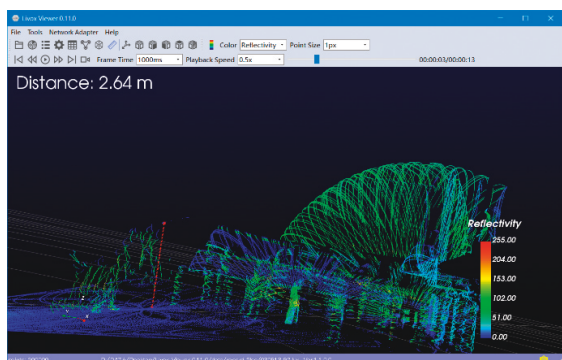 Livox Viewer 0.11.0
File Tools Network Adapter Help
Color Reflectivity Point Size 1px
Frame Time 1000ms Playback Speed 0.5x 00:00:03/00:00:13
Distance: 2.64 m
Reflectivity
255.00
204.00
153.00
102.00
51.00
0.00